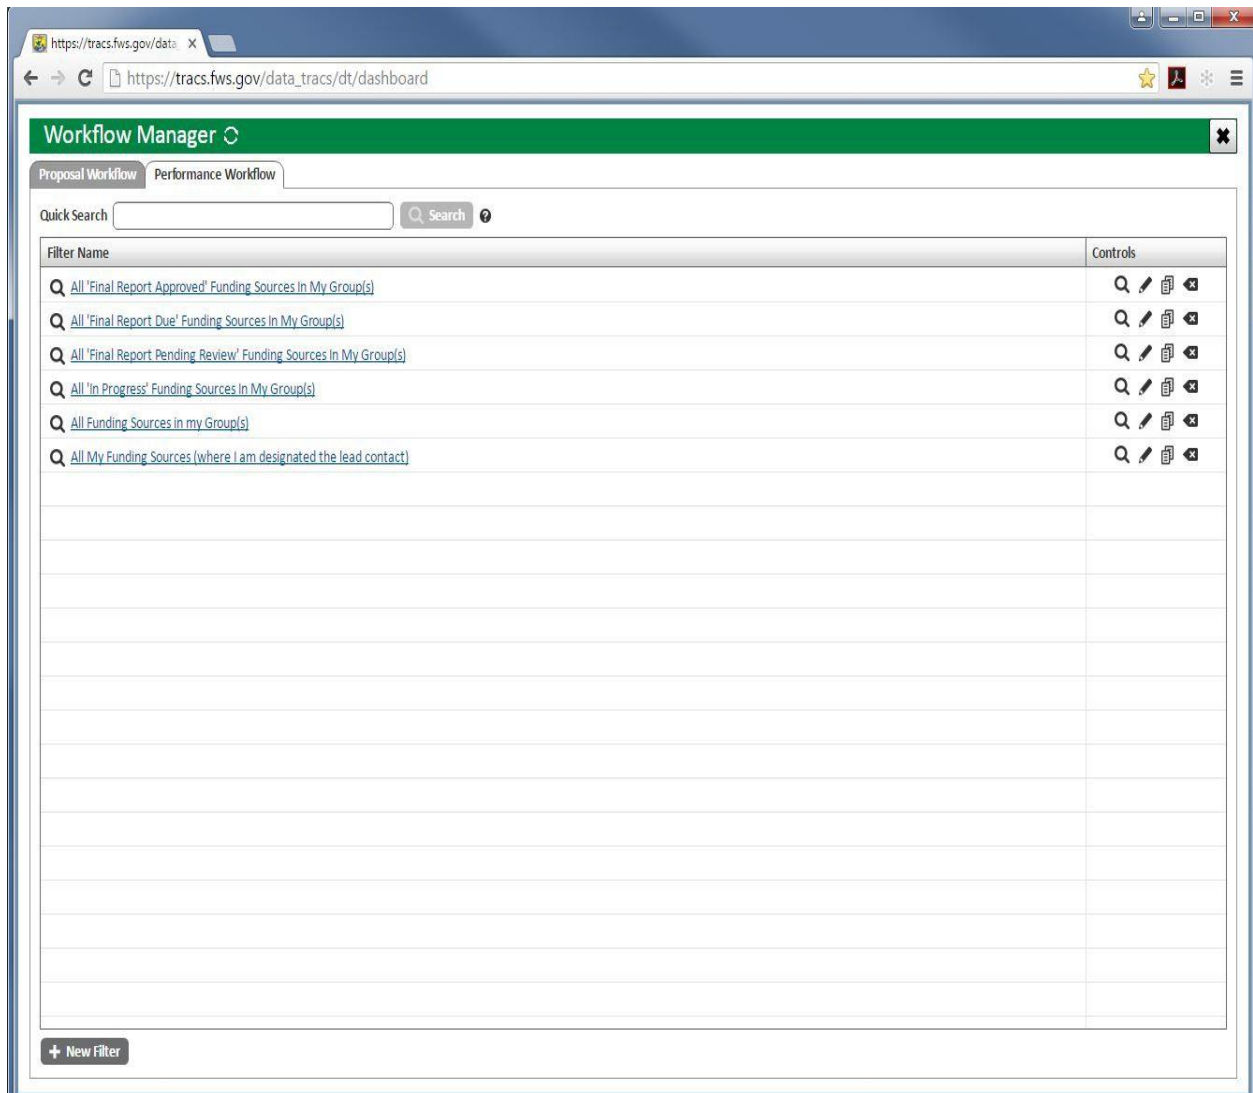 https://tracs.fws.gov/data_
https://tracs.fws.gov/data_tracs/dt/dashboard
Workflow Manager
Proposal Workflow Performance Workflow
Quick Search Search
Filter Name Controls
All 'Final Report Approved' Funding Sources In My Group(s)
All 'Final Report Due' Funding Sources In My Group(s)
All 'Final Report Pending Review' Funding Sources In My Group(s)
All 'In Progress' Funding Sources In My Group(s)
All Funding Sources in my Group(s)
All My Funding Sources (where I am designated the lead contact)
+ New Filter